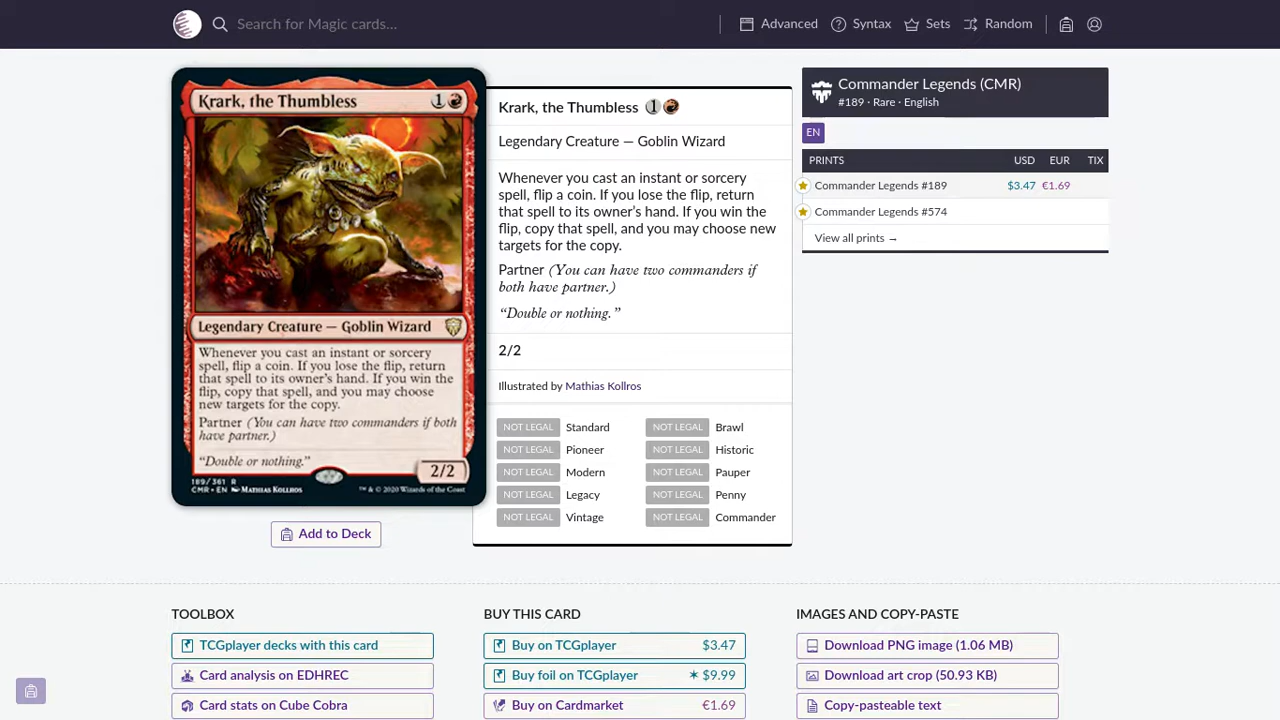 Search for Magic cards...
Advanced
Syntax
Sets
Random
Krark, the Thumbless 1
Legendary Creature — Goblin Wizard
Whenever you cast an instant or sorcery
spell, flip a coin. If you lose the flip, return
that spell to its owner's hand. If you win the
flip, copy that spell, and you may choose
new targets for the copy.
Partner (You can have two commanders if both
have partner.)
“Double or nothing.”
2/2
189/361 R
CMR • EN Mathias Kollros
™ & © 2020 Wizards of the Coast
Add to Deck
Krark, the Thumbless 1
Legendary Creature — Goblin Wizard
Whenever you cast an instant or sorcery
spell, flip a coin. If you lose the flip, return
that spell to its owner’s hand. If you win the
flip, copy that spell, and you may choose new
targets for the copy.
Partner (You can have two commanders if
both have partner.)
“Double or nothing.”
2/2
Illustrated by Mathias Kollros
NOT LEGAL Standard NOT LEGAL Brawl
NOT LEGAL Pioneer NOT LEGAL Historic
NOT LEGAL Modern NOT LEGAL Pauper
NOT LEGAL Legacy NOT LEGAL Penny
NOT LEGAL Vintage NOT LEGAL Commander
Commander Legends (CMR)
#189 · Rare · English
EN
PRINTS USD EUR TIX
Commander Legends #189 $3.47 €1.69
Commander Legends #574
View all prints →
TOOLBOX
TCGplayer decks with this card
Card analysis on EDHREC
Card stats on Cube Cobra
BUY THIS CARD
Buy on TCGplayer $3.47
Buy foil on TCGplayer ✶ $9.99
Buy on Cardmarket €1.69
IMAGES AND COPY-PASTE
Download PNG image (1.06 MB)
Download art crop (50.93 KB)
Copy-pasteable text